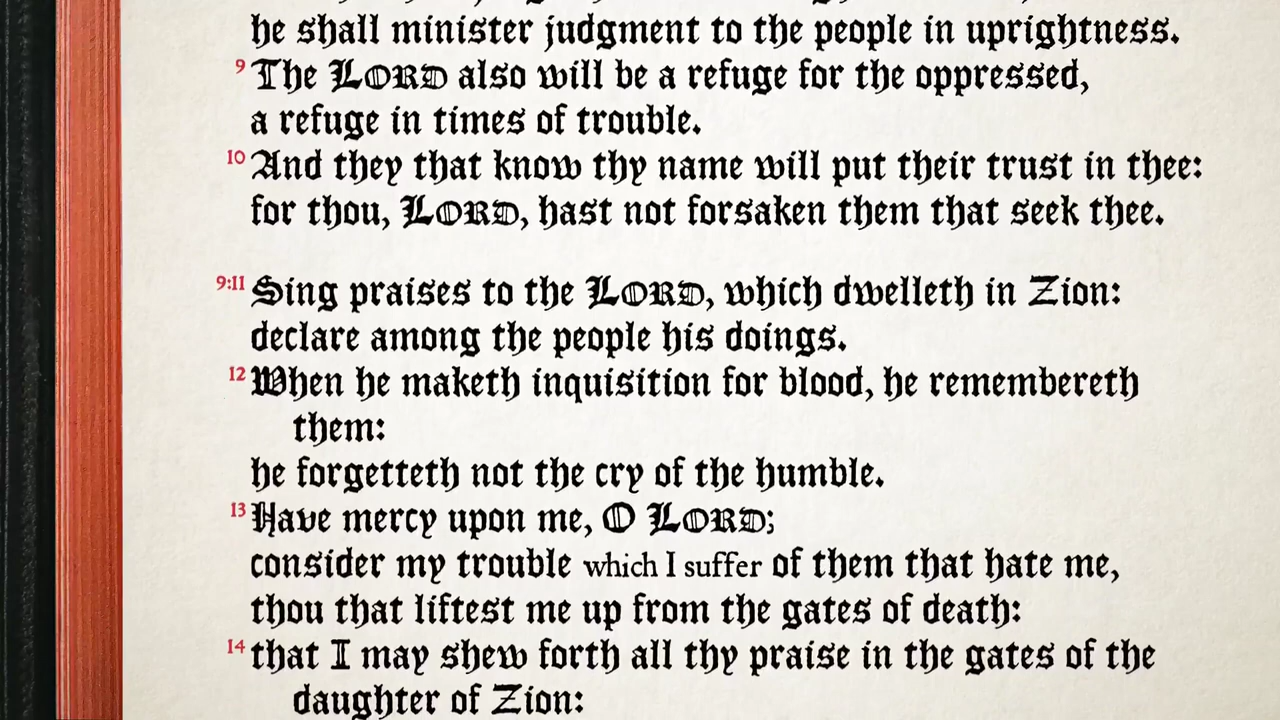 he shall minister judgment to the people in uprightness.
9 The LORD also will be a refuge for the oppressed,
a refuge in times of trouble.
10 And they that know thy name will put their trust in thee:
for thou, LORD, hast not forsaken them that seek thee.
9:11 Sing praises to the LORD, which dwelleth in Zion:
declare among the people his doings.
12 When he maketh inquisition for blood, he remembereth
them:
he forgetteth not the cry of the humble.
13 Have mercy upon me, O LORD;
consider my trouble which I suffer of them that hate me,
thou that liftest me up from the gates of death:
14 that I may shew forth all thy praise in the gates of the
daughter of Zion: